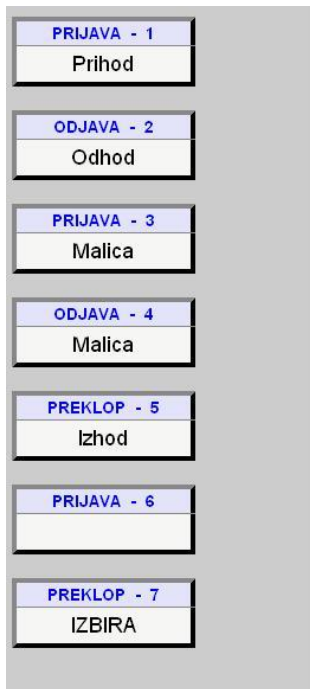 PRIJAVA - 1
Prihod
ODJAVA - 2
Odhod
PRIJAVA - 3
Malica
ODJAVA - 4
Malica
PREKLOP - 5
Izhod
PRIJAVA - 6
PREKLOP - 7
IZBIRA